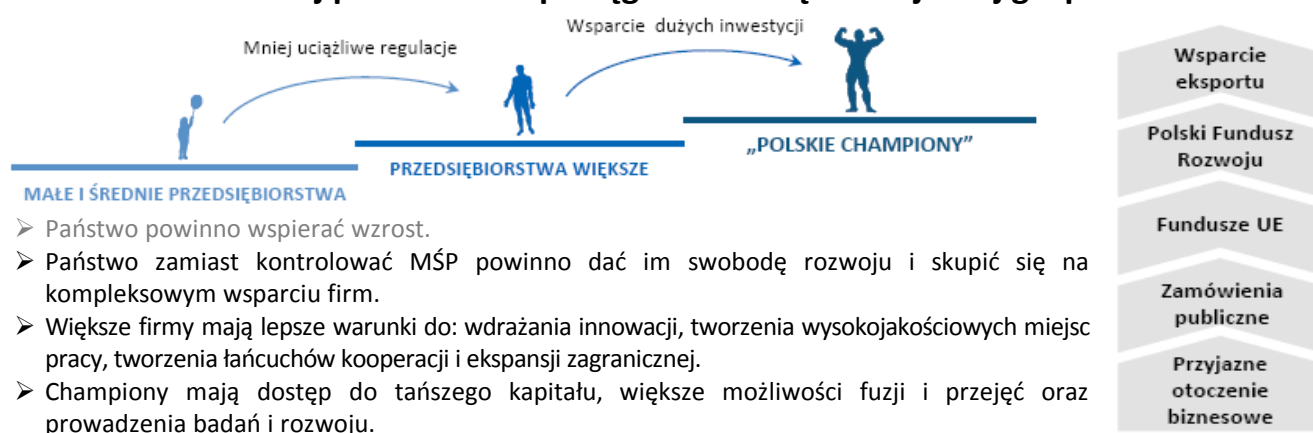 Mniej uciążliwe regulacje
Wsparcie dużych inwestycji
MAŁE I ŚREDNIE PRZEDSIĘBIORSTWA
PRZEDSIĘBIORSTWA WIĘKSZE
„POLSKIE CHAMPIONY”
➢ Państwo powinno wspierać wzrost.
➢ Państwo zamiast kontrolować MŚP powinno dać im swobodę rozwoju i skupić się na
kompleksowym wsparciu firm.
➢ Większe firmy mają lepsze warunki do: wdrażania innowacji, tworzenia wysokojakościowych miejsc
pracy, tworzenia łańcuchów kooperacji i ekspansji zagranicznej.
➢ Championy mają dostęp do tańszego kapitału, większe możliwości fuzji i przejęć oraz
prowadzenia badań i rozwoju.
Wsparcie
eksportu
Polski Fundusz
Rozwoju
Fundusze UE
Zamówienia
publiczne
Przyjazne
otoczenie
biznesowe